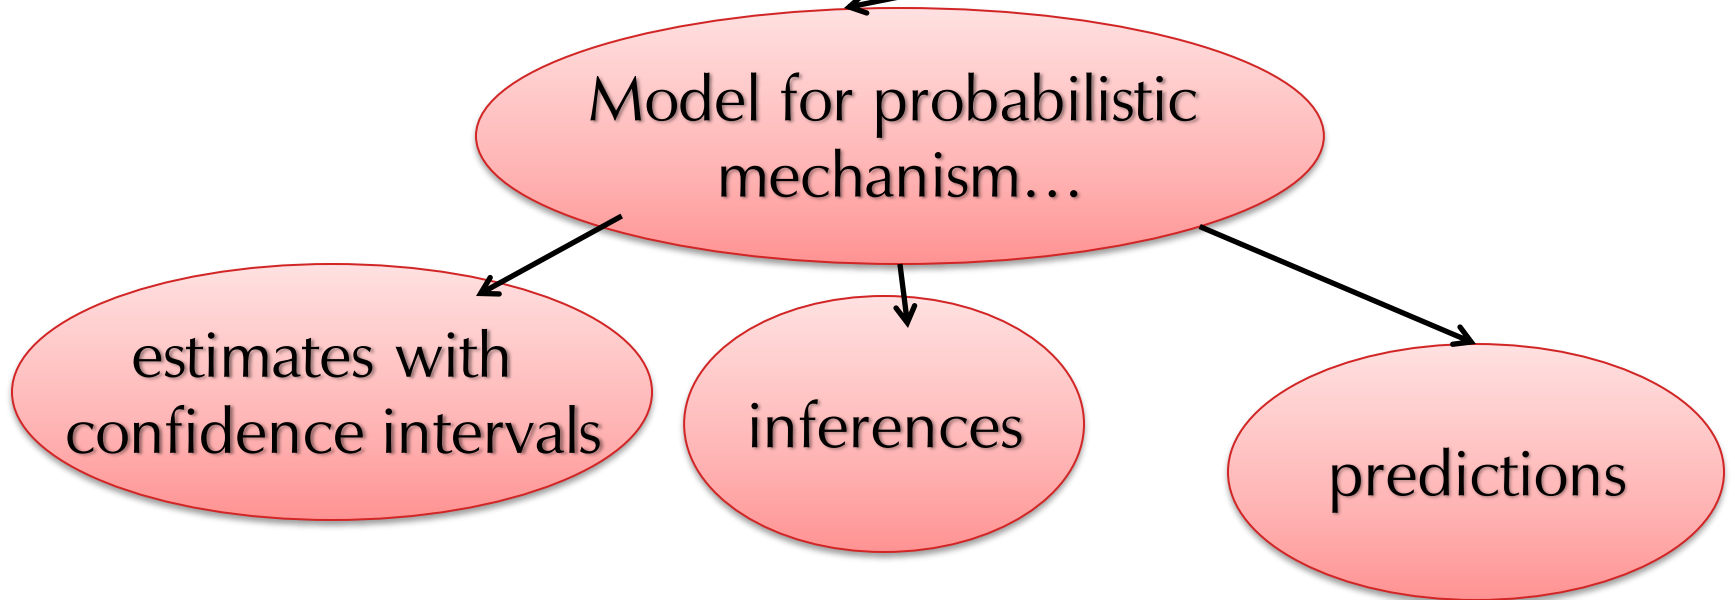 Model for probabilistic
mechanism…
estimates with
confidence intervals
inferences
predictions